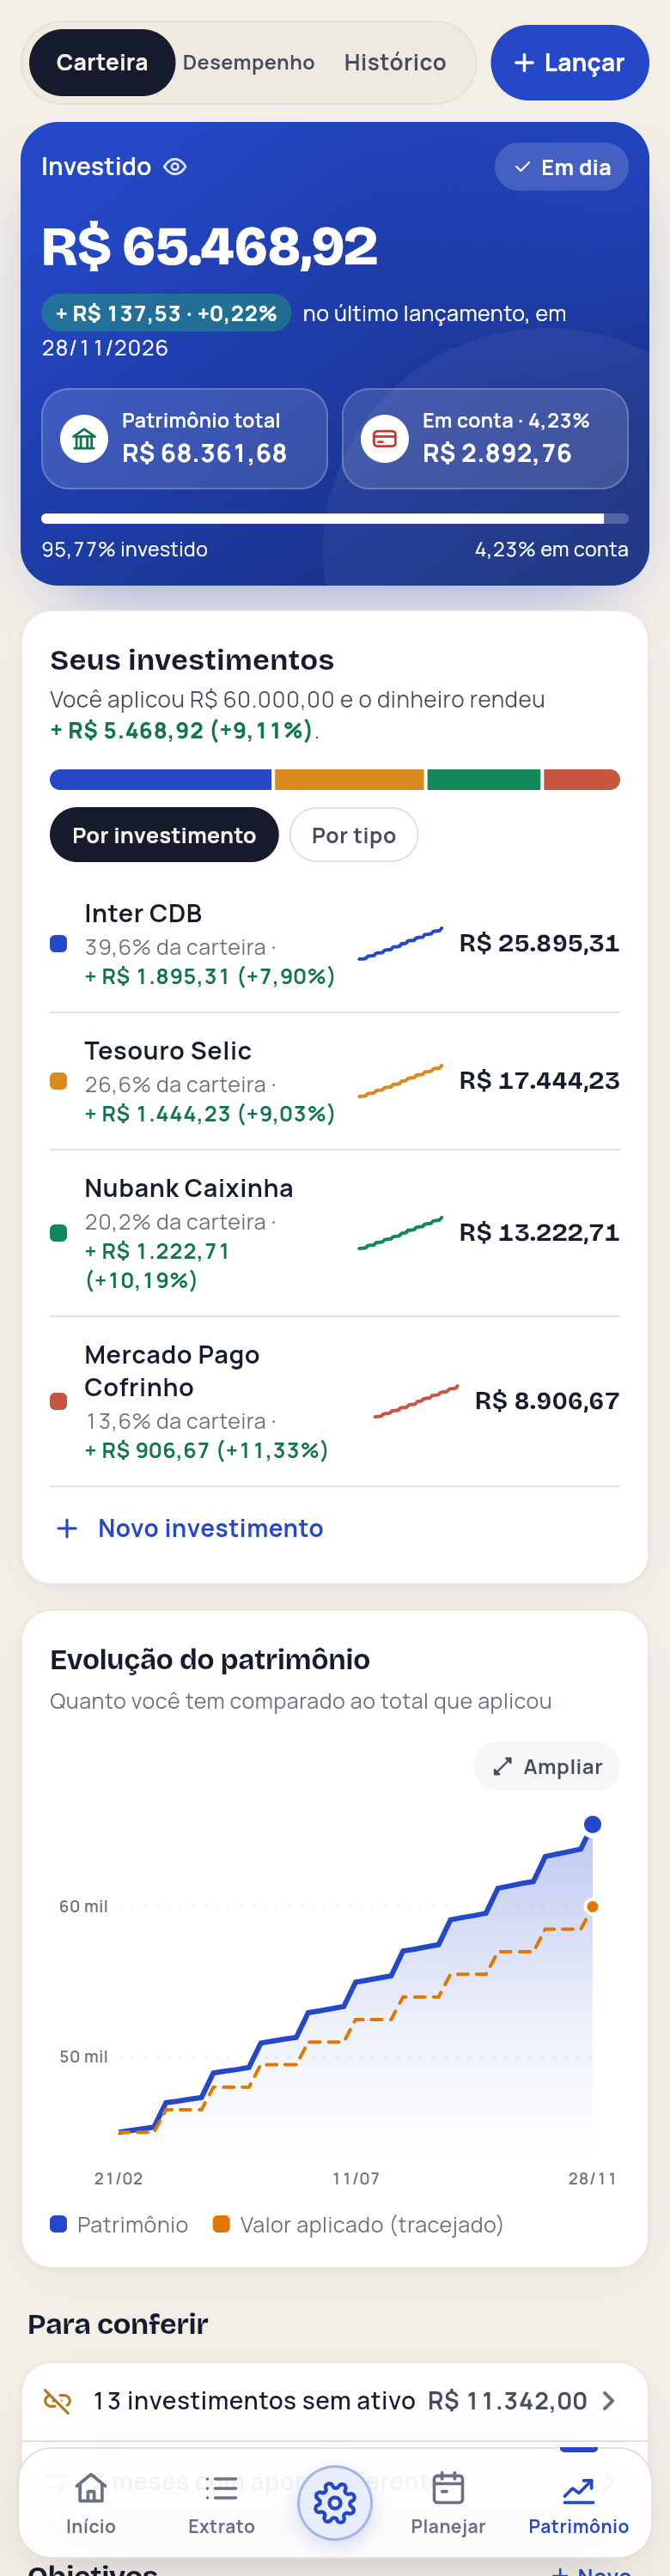 Carteira Desempenho Histórico + Lançar
Investido Em dia
R$ 65.468,92
+ R$ 137,53 · +0,22% no último lançamento, em
28/11/2026
Patrimônio total
R$ 68.361,68
Em conta · 4,23%
R$ 2.892,76
95,77% investido 4,23% em conta
Seus investimentos
Você aplicou R$ 60.000,00 e o dinheiro rendeu
+ R$ 5.468,92 (+9,11%).
Por investimento Por tipo
Inter CDB
39,6% da carteira ·
+ R$ 1.895,31 (+7,90%)
R$ 25.895,31
Tesouro Selic
26,6% da carteira ·
+ R$ 1.444,23 (+9,03%)
R$ 17.444,23
Nubank Caixinha
20,2% da carteira ·
+ R$ 1.222,71
(+10,19%)
R$ 13.222,71
Mercado Pago
Cofrinho
13,6% da carteira ·
+ R$ 906,67 (+11,33%)
R$ 8.906,67
+ Novo investimento
Evolução do patrimônio
Quanto você tem comparado ao total que aplicou
Ampliar
60 mil
50 mil
21/02 11/07 28/11
Patrimônio Valor aplicado (tracejado)
Para conferir
13 investimentos sem ativo R$ 11.342,00
meses com
Início Extrato Planejar Patrimônio
Objetivos + Novo